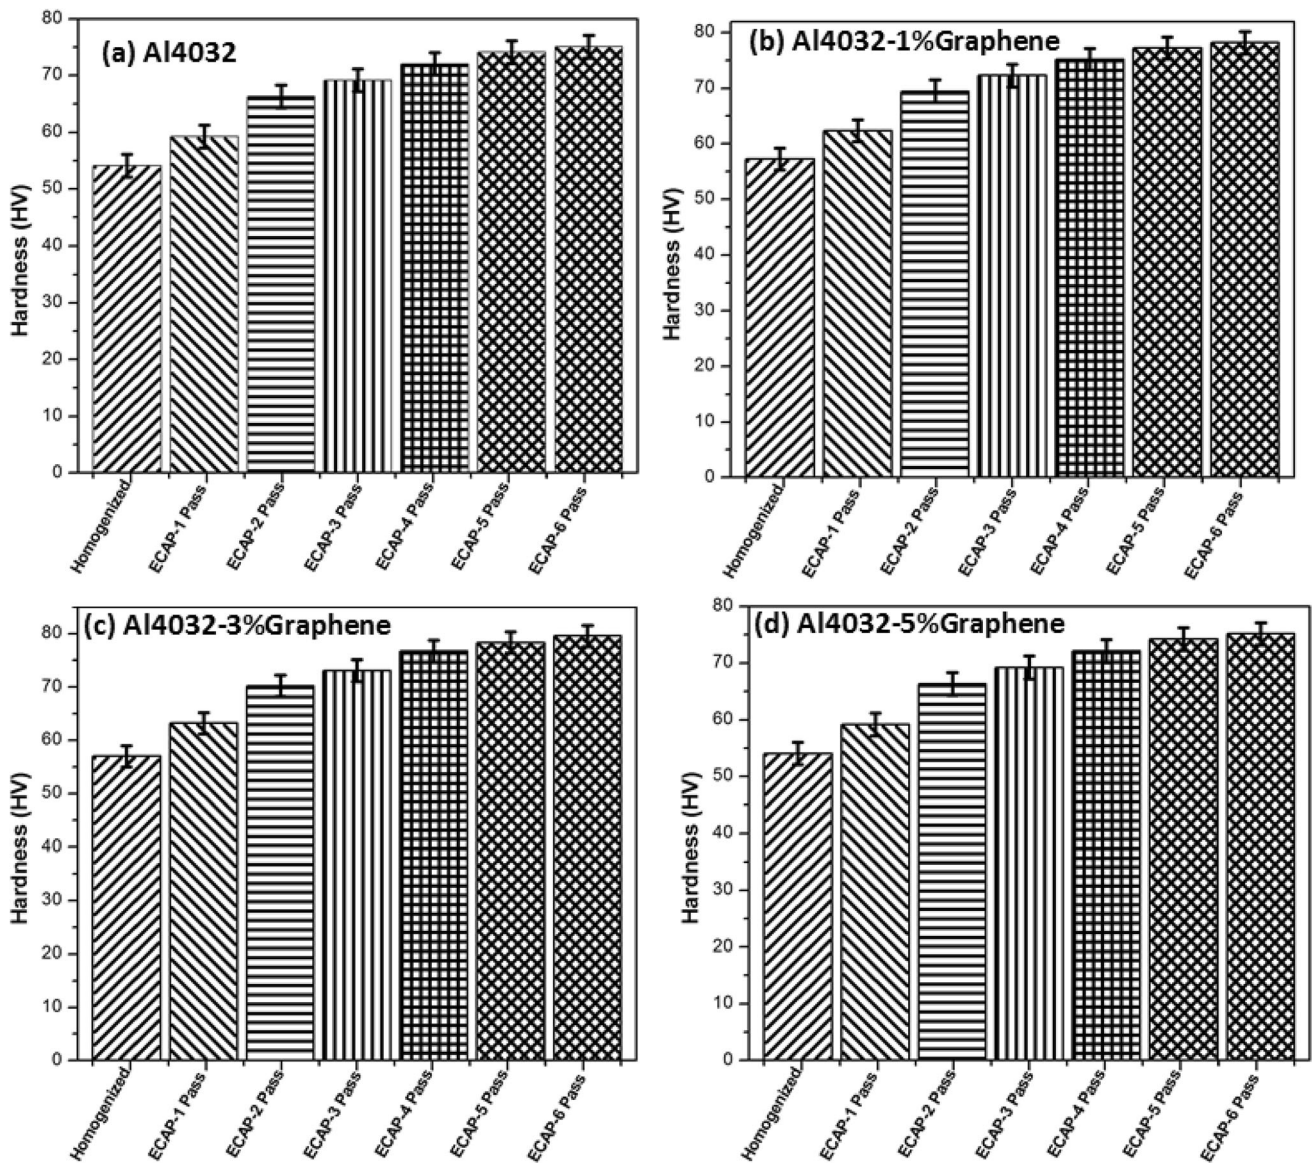 (a) Al4032
Hardness (HV)
80
70
60
50
40
30
20
10
0
Homogenized
ECAP-1 Pass
ECAP-2 Pass
ECAP-3 Pass
ECAP-4 Pass
ECAP-5 Pass
ECAP-6 Pass
(b) Al4032-1%Graphene
Hardness (HV)
80
70
60
50
40
30
20
10
0
Homogenized
ECAP-1 Pass
ECAP-2 Pass
ECAP-3 Pass
ECAP-4 Pass
ECAP-5 Pass
ECAP-6 Pass
(c) Al4032-3%Graphene
Hardness (HV)
80
70
60
50
40
30
20
10
0
Homogenized
ECAP-1 Pass
ECAP-2 Pass
ECAP-3 Pass
ECAP-4 Pass
ECAP-5 Pass
ECAP-6 Pass
(d) Al4032-5%Graphene
Hardness (HV)
80
70
60
50
40
30
20
10
0
Homogenized
ECAP-1 Pass
ECAP-2 Pass
ECAP-3 Pass
ECAP-4 Pass
ECAP-5 Pass
ECAP-6 Pass